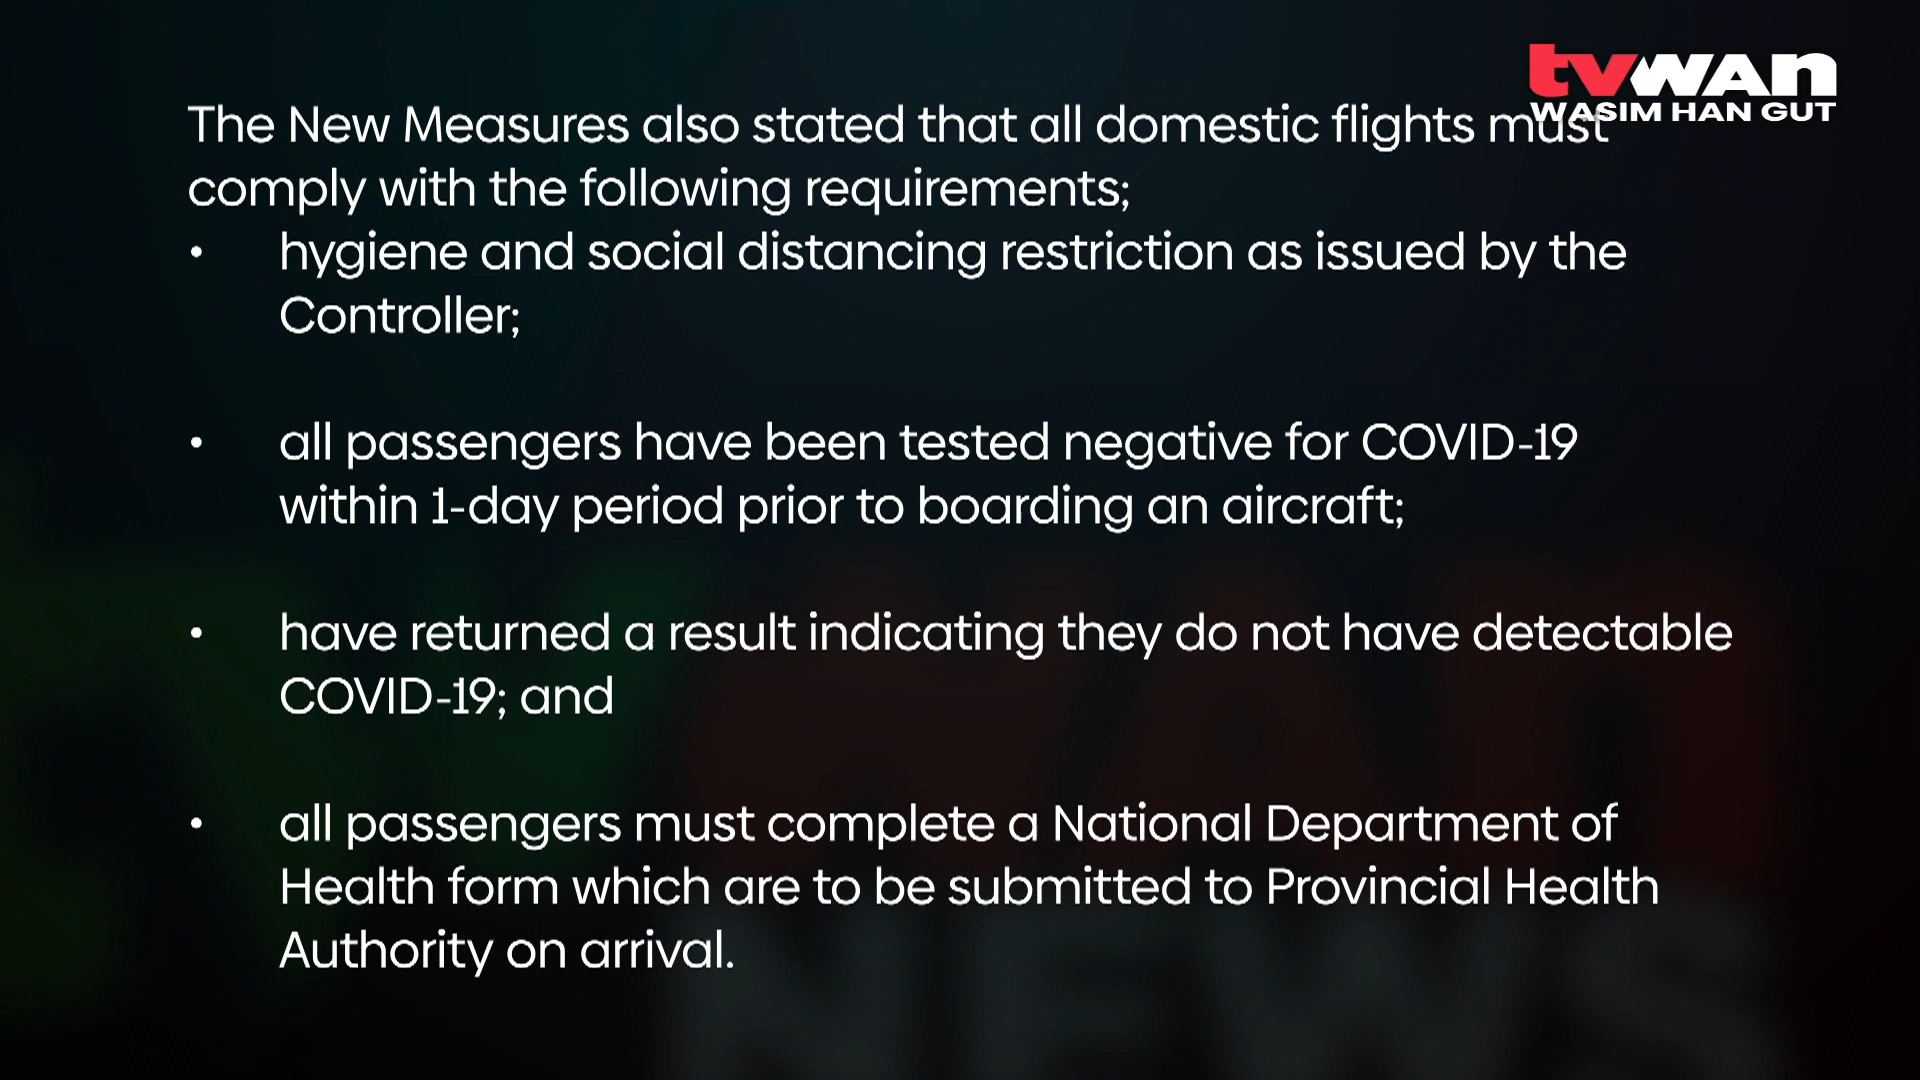 tvwan
WASIM HAN GUT
The New Measures also stated that all domestic flights must
comply with the following requirements;
• hygiene and social distancing restriction as issued by the
Controller;
• all passengers have been tested negative for COVID-19
within 1-day period prior to boarding an aircraft;
• have returned a result indicating they do not have detectable
COVID-19; and
• all passengers must complete a National Department of
Health form which are to be submitted to Provincial Health
Authority on arrival.
NEWS